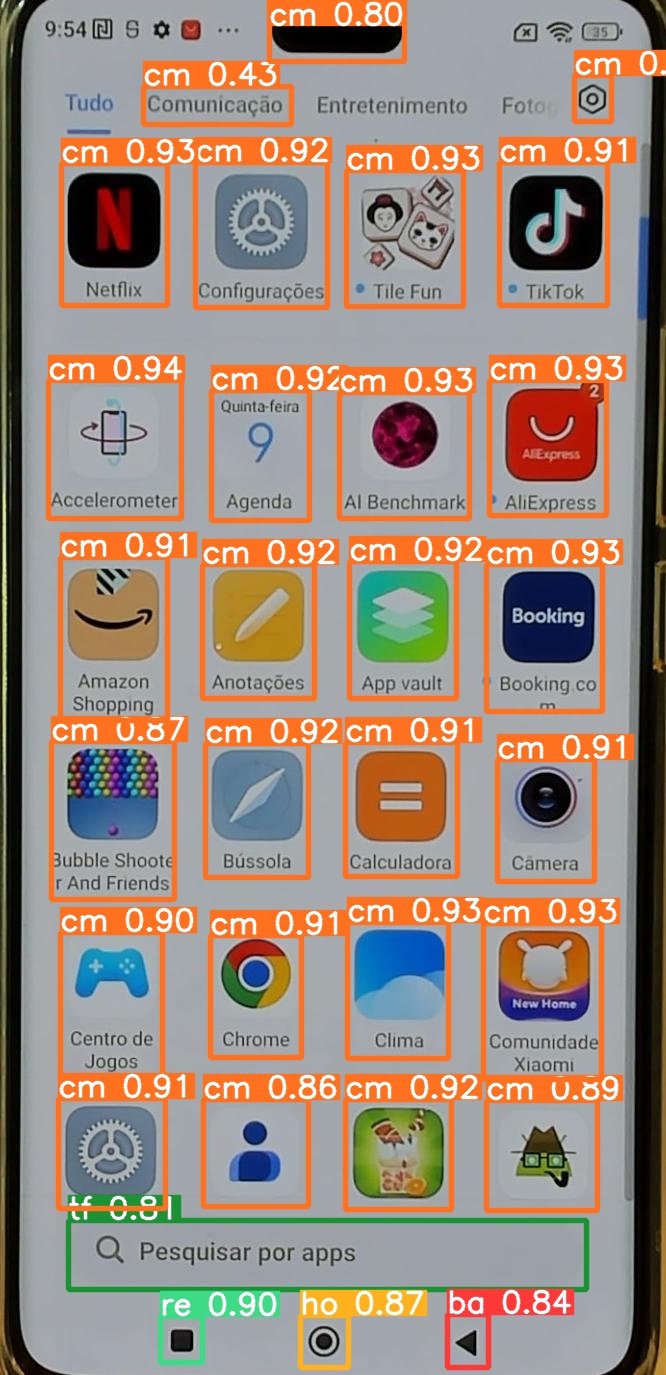 cm 0.80
9:54
35
cm 0.43
cm 0.
Tudo Comunicação Entretenimento Fotog
cm 0.93 cm 0.92 cm 0.93 cm 0.91
Netflix Configurações Tile Fun TikTok
cm 0.94 cm 0.92 cm 0.93 cm 0.93
2
Quinta-feira
9
AliExpress
Accelerometer Agenda AI Benchmark AliExpress
cm 0.91 cm 0.92 cm 0.92 cm 0.93
Booking
Amazon Anotações App vault Booking.co
Shopping m
cm 0.87 cm 0.92 cm 0.91 cm 0.91
Bubble Shoote Bússola Calculadora Câmera
r And Friends
cm 0.90 cm 0.91 cm 0.93 cm 0.93
New Home
Centro de Chrome Clima Comunidade
Jogos Xiaomi
cm 0.91 cm 0.86 cm 0.92 cm 0.89
tf 0.81
Pesquisar por apps
re 0.90 ho 0.87 ba 0.84